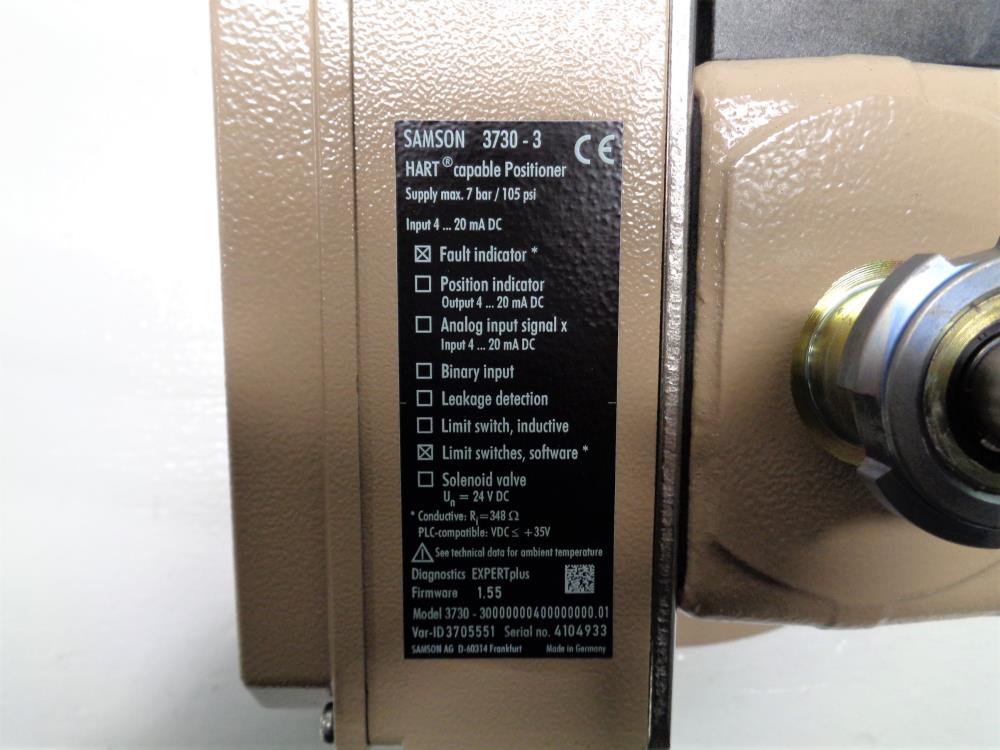 SAMSON 3730 - 3 CE
HART® capable Positioner
Supply max. 7 bar / 105 psi
Input 4 ... 20 mA DC
☒ Fault indicator *
☐ Position indicator
Output 4 ... 20 mA DC
☐ Analog input signal x
Input 4 ... 20 mA DC
☐ Binary input
☐ Leakage detection
☐ Limit switch, inductive
☒ Limit switches, software *
☐ Solenoid valve
Un = 24 V DC
* Conductive: Ri=348 Ω
PLC-compatible: VDC ≤ +35V
See technical data for ambient temperature
Diagnostics EXPERTplus
Firmware 1.55
Model 3730 - 30000000400000000.01
Var-ID 3705551 Serial no. 4104933
SAMSON AG D-60314 Frankfurt Made in Germany